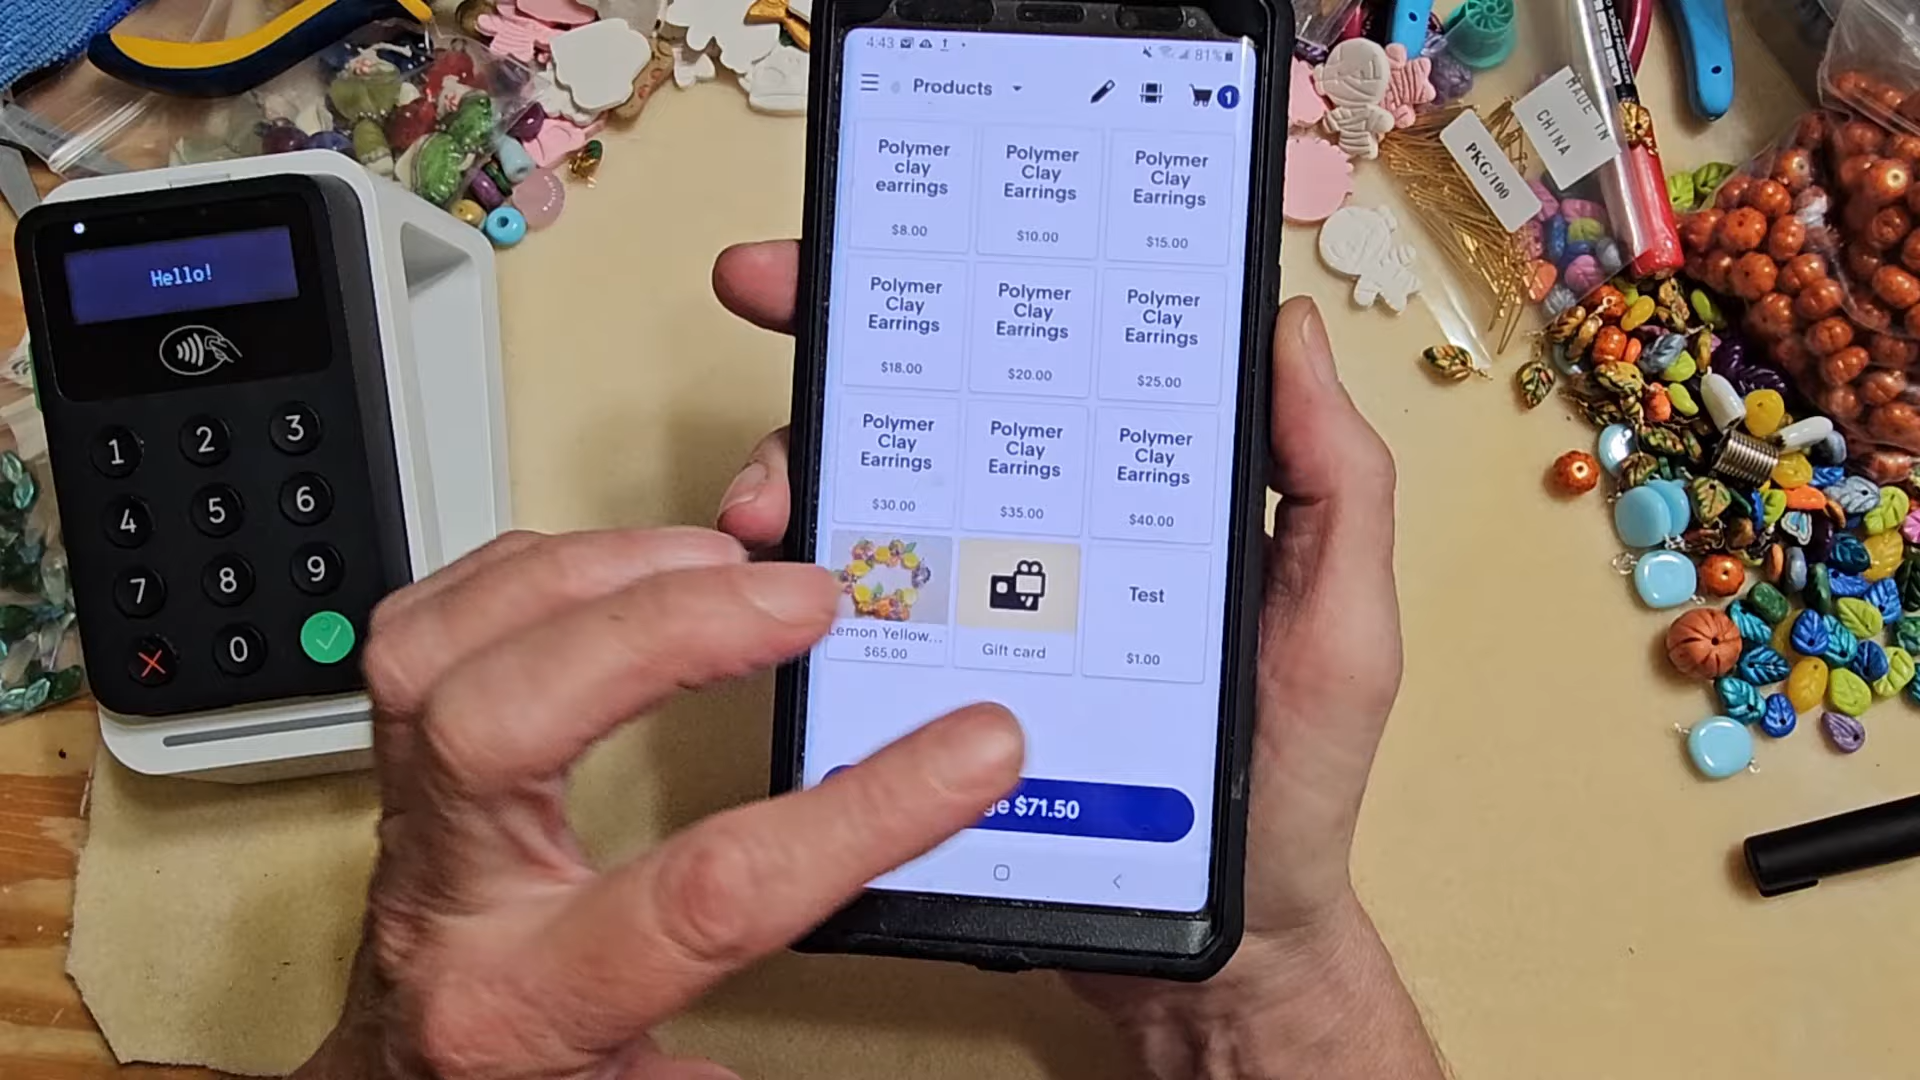 4:43
81%
Products
1
Polymer clay earrings
$8.00
Polymer Clay Earrings
$10.00
Polymer Clay Earrings
$15.00
Polymer Clay Earrings
$18.00
Polymer Clay Earrings
$20.00
Polymer Clay Earrings
$25.00
Polymer Clay Earrings
$30.00
Polymer Clay Earrings
$35.00
Polymer Clay Earrings
$40.00
Lemon Yellow...
$65.00
Gift card
Test
$1.00
ge $71.50
Hello!
1 2 3
4 5 6
7 8 9
0
MADE IN
CHINA
PKG/100